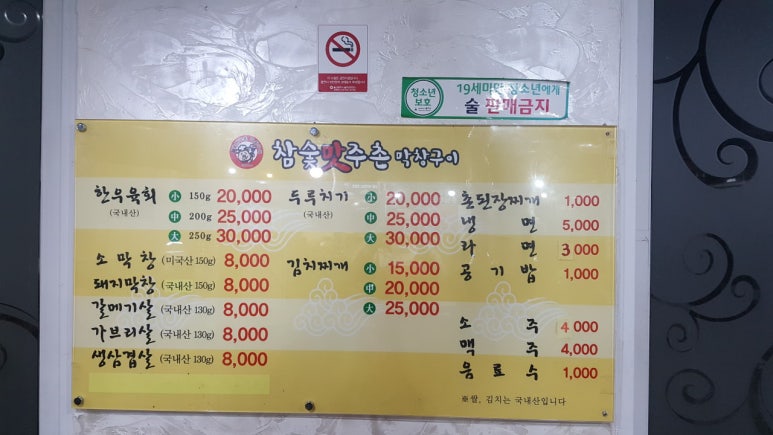 청소년
보호
19세미만 청소년에게
술 판매금지
참숯맛주촌 막창구이
한우육회 小 150g 20,000
(국내산) 中 200g 25,000
大 250g 30,000
소 막 창 (미국산 150g) 8,000
돼지막창 (국내산 150g) 8,000
갈메기살 (국내산 130g) 8,000
가브리살 (국내산 130g) 8,000
생삼겹살 (국내산 130g) 8,000
두루치기 小 20,000
(국내산) 中 25,000
大 30,000
김치찌개 小 15,000
中 20,000
大 25,000
촌된장찌개 1,000
냉 면 5,000
라 면 3 000
공 기 밥 1,000
소 주 4 000
맥 주 4,000
음 료 수 1,000
※쌀, 김치는 국내산입니다